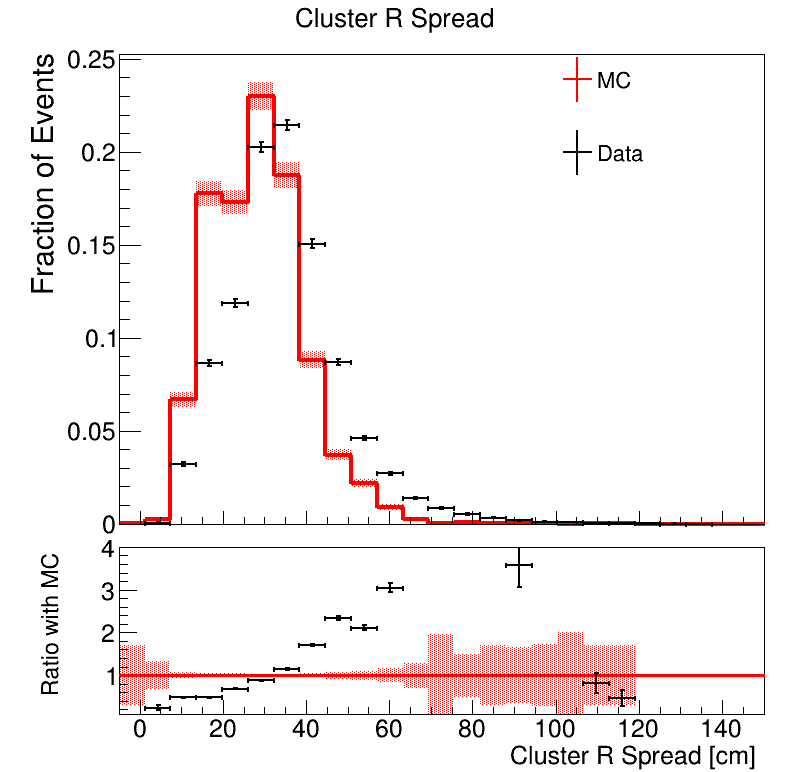 Cluster R Spread
Fraction of Events
0.25
0.2
0.15
0.1
0.05
0
MC
Data
Ratio with MC
4
3
2
1
0 20 40 60 80 100 120 140
Cluster R Spread [cm]